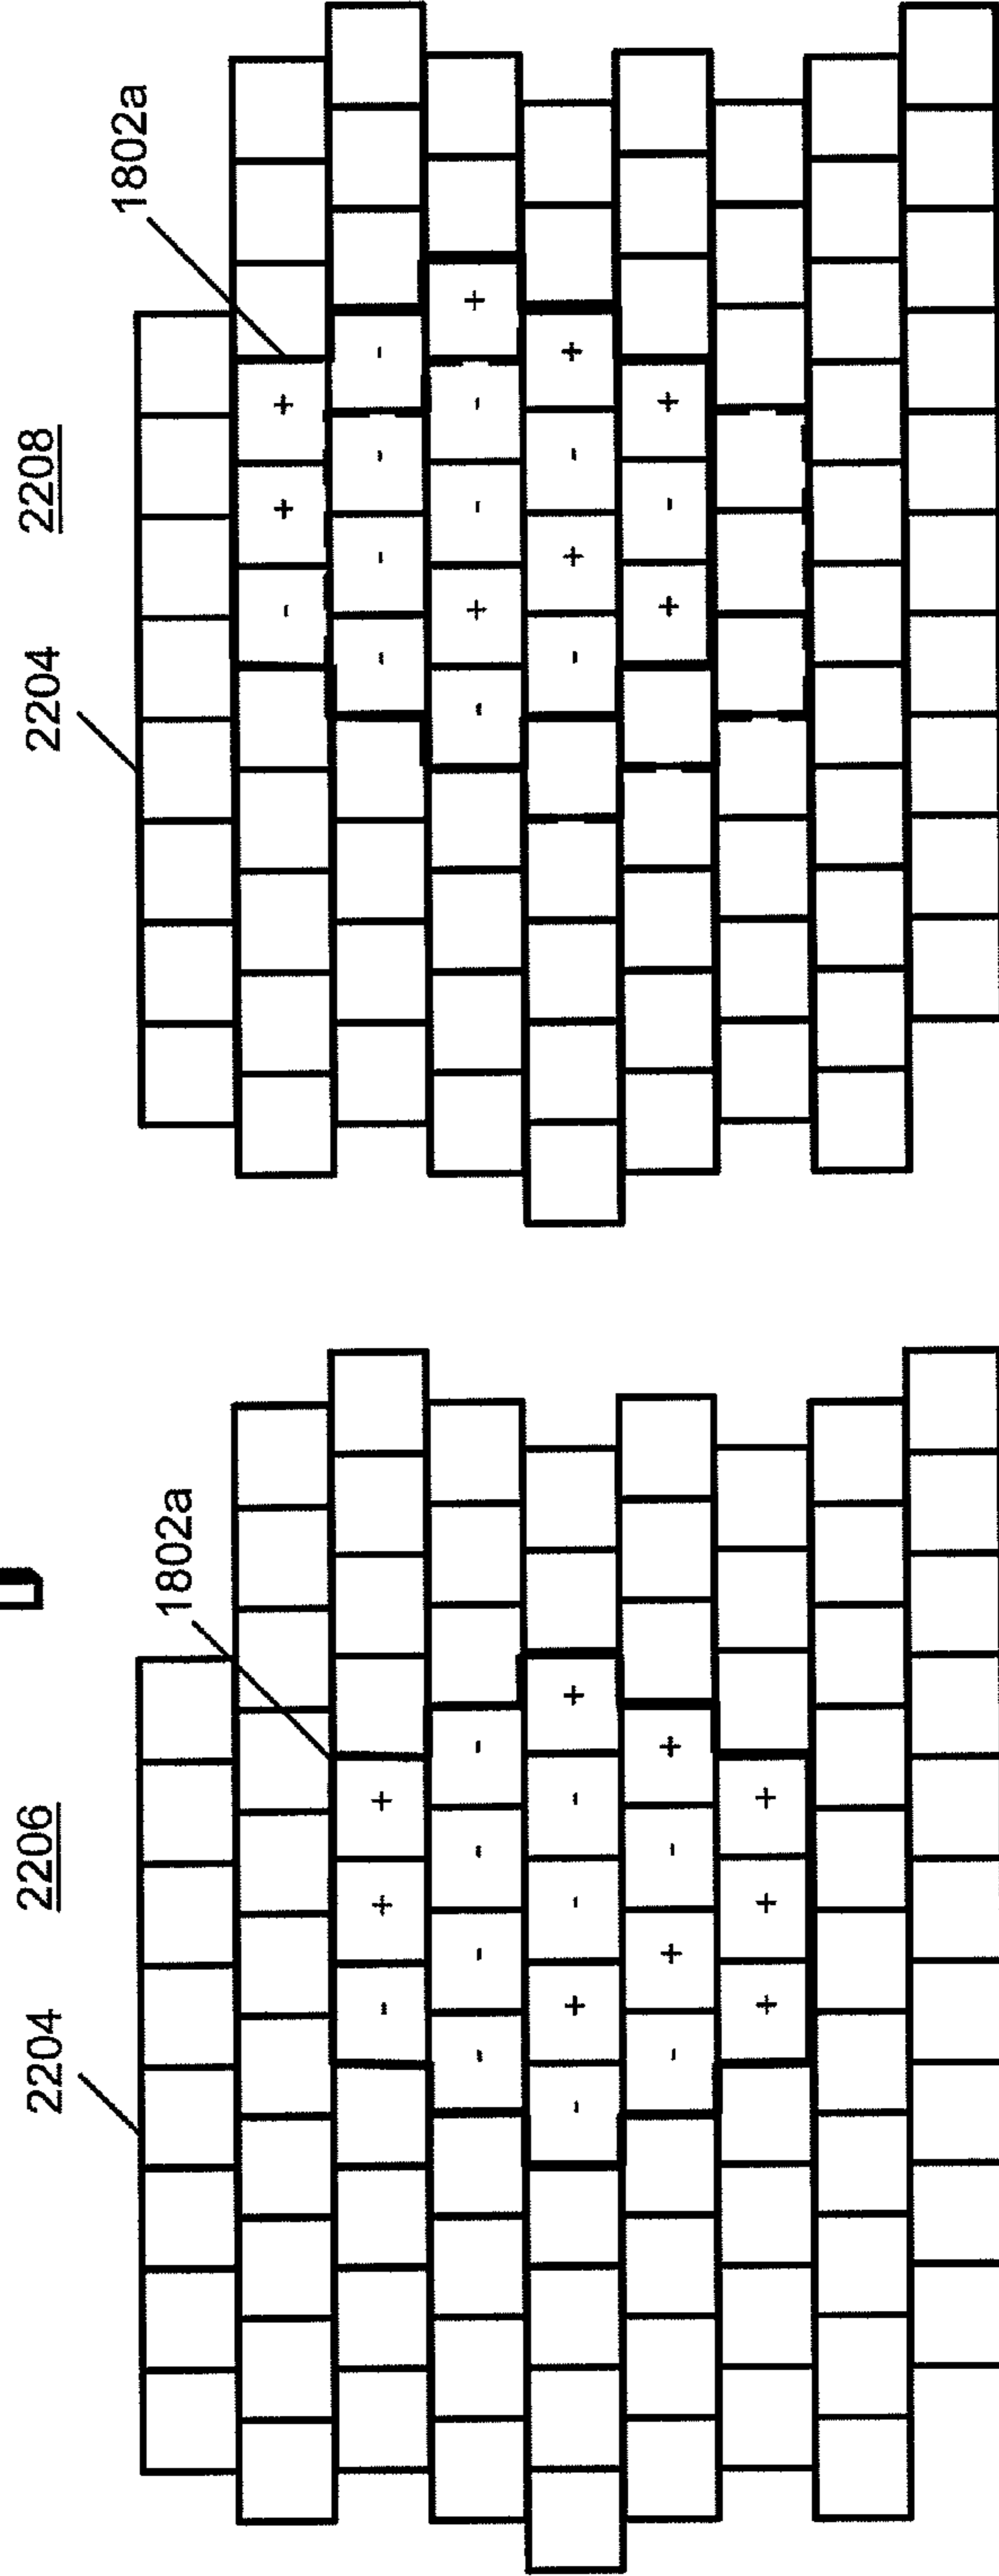 2204
2206
1802a
- + +
- - - -
- + - - +
- + - +
+ + +
2204
2208
1802a
- + +
- - - -
- + - - +
- + - +
+ - +